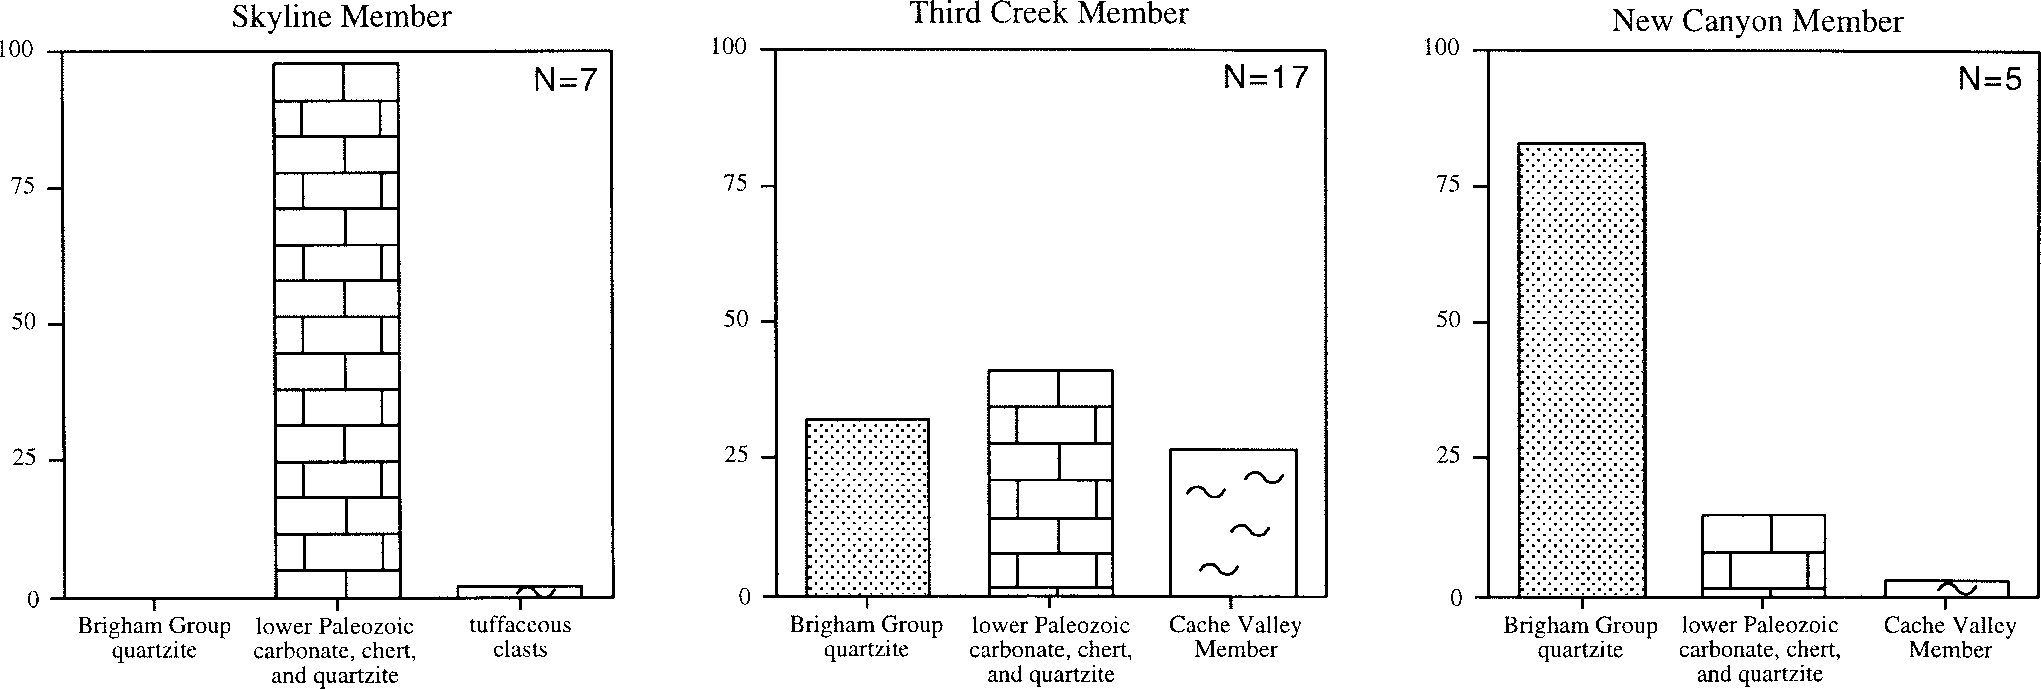 Skyline Member
100
N=7
75
50
25
0
Brigham Group
quartzite
lower Paleozoic
carbonate, chert,
and quartzite
tuffaceous
clasts
Third Creek Member
100
N=17
75
50
25
0
Brigham Group
quartzite
lower Paleozoic
carbonate, chert,
and quartzite
Cache Valley
Member
New Canyon Member
100
N=5
75
50
25
0
Brigham Group
quartzite
lower Paleozoic
carbonate, chert,
and quartzite
Cache Valley
Member